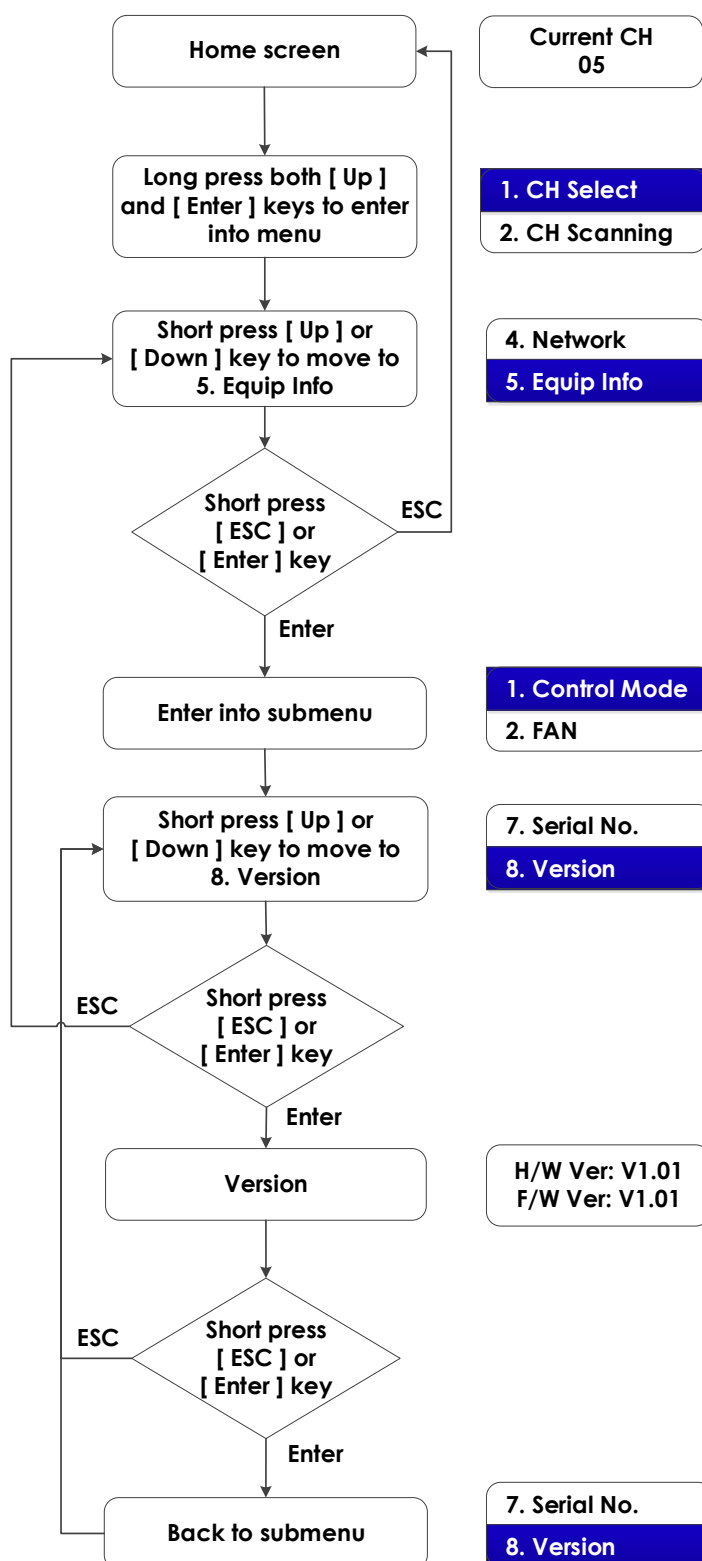 Home screen
Current CH
05
Long press both [ Up ]
and [ Enter ] keys to enter
into menu
1. CH Select
2. CH Scanning
Short press [ Up ] or
[ Down ] key to move to
5. Equip Info
4. Network
5. Equip Info
Short press
[ ESC ] or
[ Enter ] key
ESC
Enter
Enter into submenu
1. Control Mode
2. FAN
Short press [ Up ] or
[ Down ] key to move to
8. Version
7. Serial No.
8. Version
ESC
Short press
[ ESC ] or
[ Enter ] key
Enter
Version
H/W Ver: V1.01
F/W Ver: V1.01
ESC
Short press
[ ESC ] or
[ Enter ] key
Enter
Back to submenu
7. Serial No.
8. Version